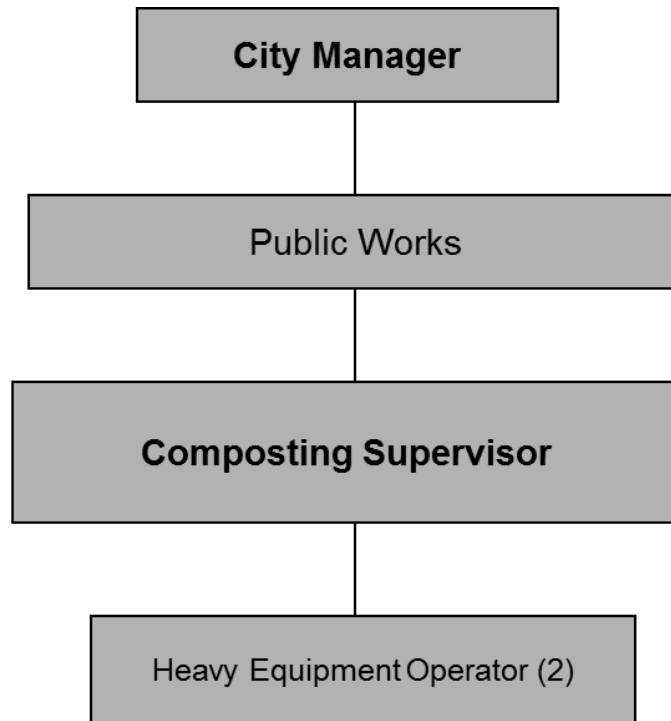 City Manager
Public Works
Composting Supervisor
Heavy Equipment Operator (2)